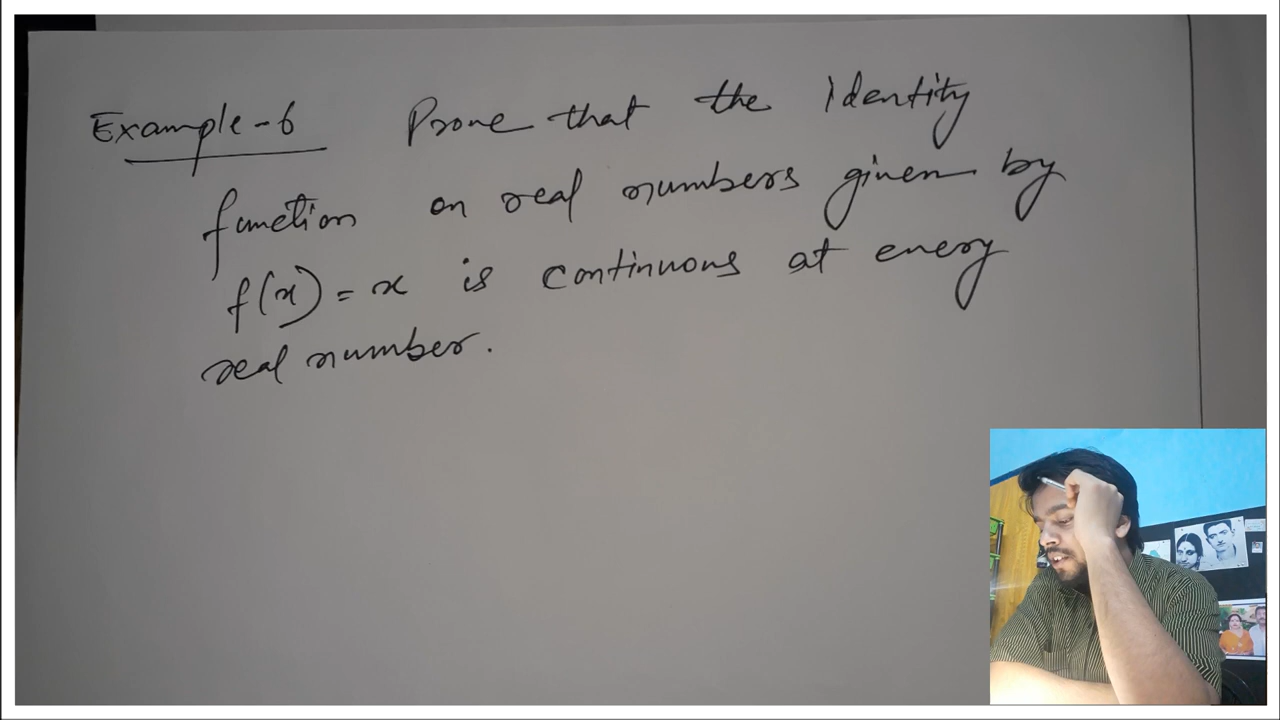 Example-6 Prove that the Identity
function on real numbers given by
f(x) = x is continuous at every
real number.